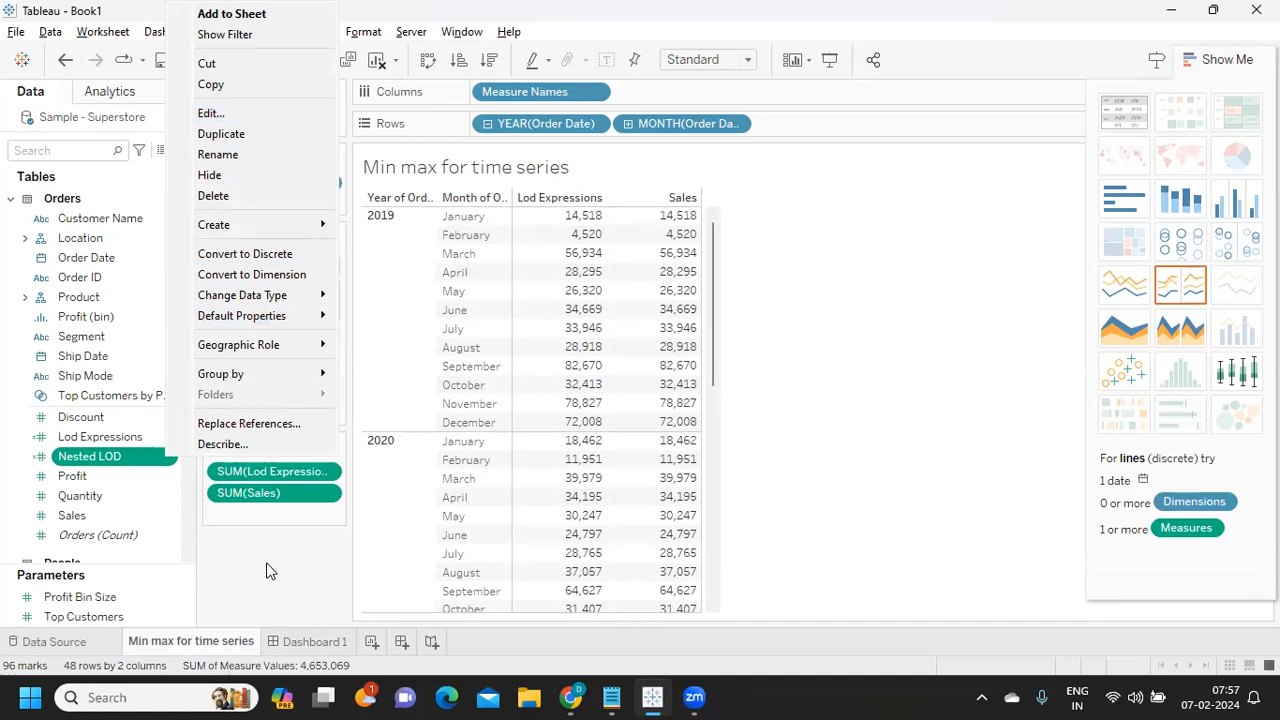 Tableau - Book1
File
Data
Worksheet
Dash
Format
Server
Window
Help
Standard
Show Me
Data
Analytics
Sample - Superstore
Search
Tables
Orders
Abc Customer Name
Location
Order Date
Abc Order ID
Product
Profit (bin)
Abc Segment
Ship Date
Abc Ship Mode
Top Customers by P..
Discount
Lod Expressions
Nested LOD
Profit
Quantity
Sales
Orders (Count)
Parameters
Profit Bin Size
Top Customers
Add to Sheet
Show Filter
Cut
Copy
Edit...
Duplicate
Rename
Hide
Delete
Create
Convert to Discrete
Convert to Dimension
Change Data Type
Default Properties
Geographic Role
Group by
Folders
Replace References...
Describe...
SUM(Lod Expressio..
SUM(Sales)
Columns
Measure Names
Rows
YEAR(Order Date)
MONTH(Order Da..
Min max for time series
Year of Ord.. Month of O.. Lod Expressions Sales
2019 January 14,518 14,518
February 4,520 4,520
March 56,934 56,934
April 28,295 28,295
May 26,320 26,320
June 34,669 34,669
July 33,946 33,946
August 28,918 28,918
September 82,670 82,670
October 32,413 32,413
November 78,827 78,827
December 72,008 72,008
2020 January 18,462 18,462
February 11,951 11,951
March 39,979 39,979
April 34,195 34,195
May 30,247 30,247
June 24,797 24,797
July 28,765 28,765
August 37,057 37,057
September 64,627 64,627
October 31,407 31,407
For lines (discrete) try
1 date
0 or more Dimensions
1 or more Measures
Data Source
Min max for time series
Dashboard 1
96 marks
48 rows by 2 columns
SUM of Measure Values: 4,653,069
Search
PRE
1
D
zm
ENG
IN
07:57
07-02-2024